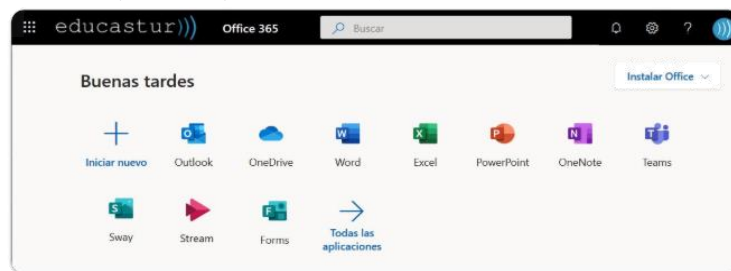 educastur))) Office 365 Buscar ?
Buenas tardes Instalar Office
Iniciar nuevo Outlook OneDrive Word Excel PowerPoint OneNote Teams
Sway Stream Forms Todas las
aplicaciones